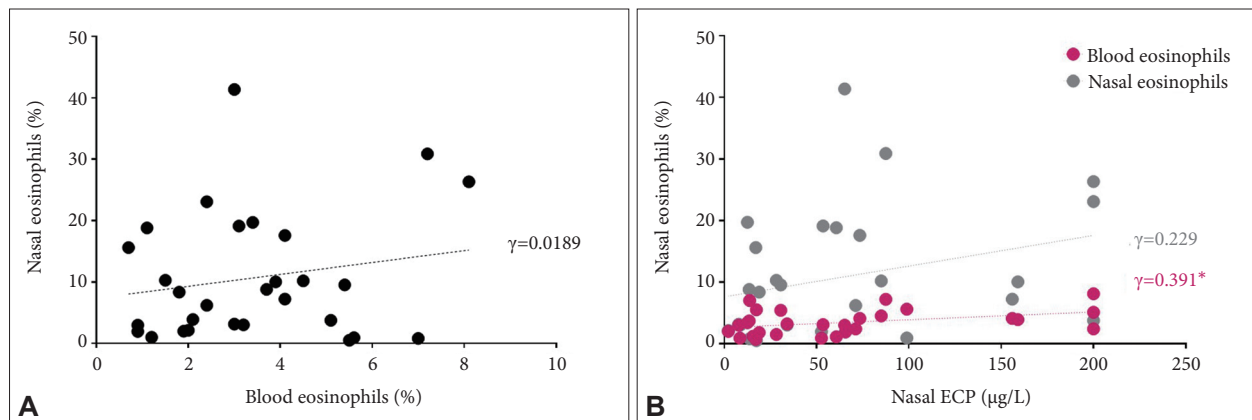 50
40
30
20
10
0
Nasal eosinophils (%)
0 2 4 6 8 10
Blood eosinophils (%)
γ=0.0189
A
50
40
30
20
10
0
Nasal eosinophils (%)
0 50 100 150 200 250
Nasal ECP (μg/L)
Blood eosinophils
Nasal eosinophils
γ=0.229
γ=0.391*
B